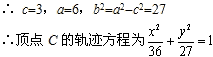 ∴ c=3，a=6，b²=a²−c²=27
∴顶点 C 的轨迹方程为 x²/36 + y²/27 = 1